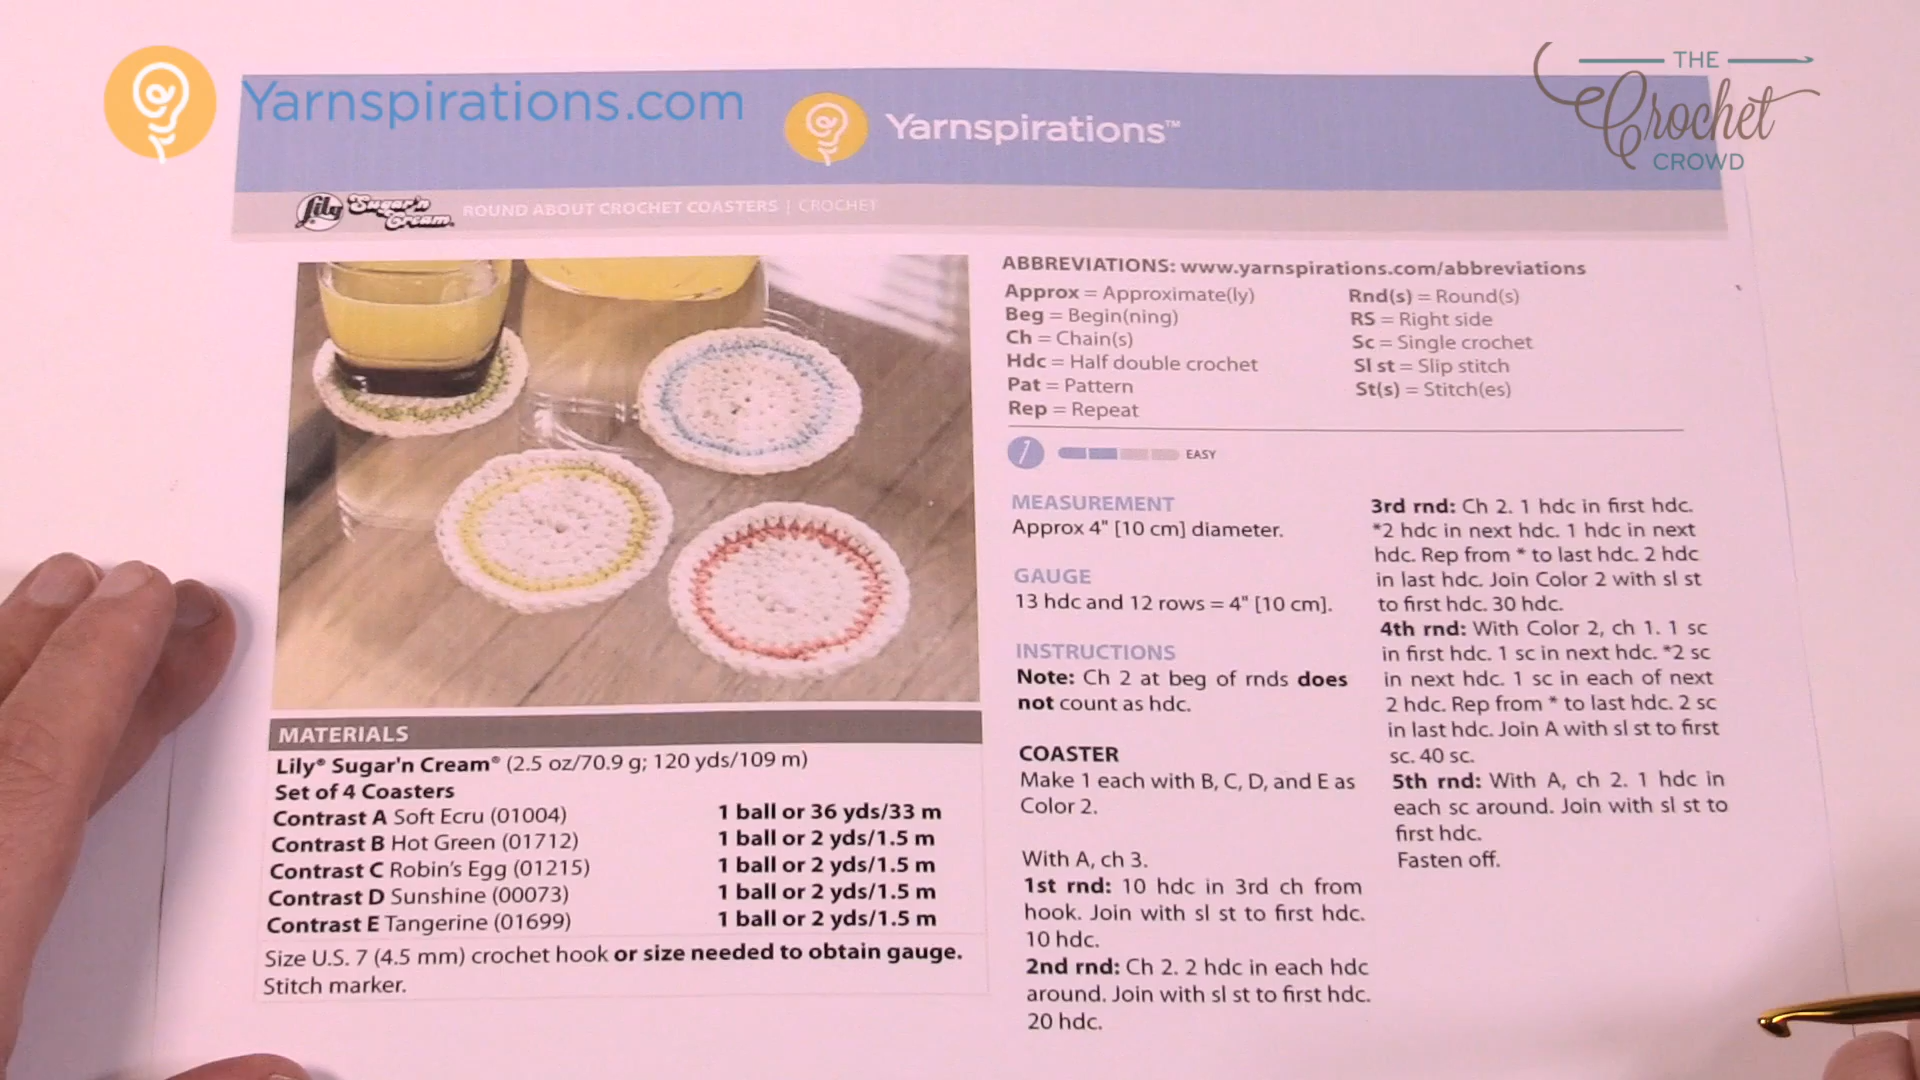 Yarnspirations.com
Yarnspirations™
THE
Crochet
CROWD
Lily Sugar'n Cream ROUND ABOUT CROCHET COASTERS | CROCHET
MATERIALS
Lily® Sugar'n Cream® (2.5 oz/70.9 g; 120 yds/109 m)
Set of 4 Coasters
Contrast A Soft Ecru (01004) 1 ball or 36 yds/33 m
Contrast B Hot Green (01712) 1 ball or 2 yds/1.5 m
Contrast C Robin's Egg (01215) 1 ball or 2 yds/1.5 m
Contrast D Sunshine (00073) 1 ball or 2 yds/1.5 m
Contrast E Tangerine (01699) 1 ball or 2 yds/1.5 m
Size U.S. 7 (4.5 mm) crochet hook or size needed to obtain gauge.
Stitch marker.
ABBREVIATIONS: www.yarnspirations.com/abbreviations
Approx = Approximate(ly)
Beg = Begin(ning)
Ch = Chain(s)
Hdc = Half double crochet
Pat = Pattern
Rep = Repeat
Rnd(s) = Round(s)
RS = Right side
Sc = Single crochet
Sl st = Slip stitch
St(s) = Stitch(es)
EASY
MEASUREMENT
Approx 4" [10 cm] diameter.
GAUGE
13 hdc and 12 rows = 4" [10 cm].
INSTRUCTIONS
Note: Ch 2 at beg of rnds does
not count as hdc.
COASTER
Make 1 each with B, C, D, and E as
Color 2.
With A, ch 3.
1st rnd: 10 hdc in 3rd ch from
hook. Join with sl st to first hdc.
10 hdc.
2nd rnd: Ch 2. 2 hdc in each hdc
around. Join with sl st to first hdc.
20 hdc.
3rd rnd: Ch 2. 1 hdc in first hdc.
*2 hdc in next hdc. 1 hdc in next
hdc. Rep from * to last hdc. 2 hdc
in last hdc. Join Color 2 with sl st
to first hdc. 30 hdc.
4th rnd: With Color 2, ch 1. 1 sc
in first hdc. 1 sc in next hdc. *2 sc
in next hdc. 1 sc in each of next
2 hdc. Rep from * to last hdc. 2 sc
in last hdc. Join A with sl st to first
sc. 40 sc.
5th rnd: With A, ch 2. 1 hdc in
each sc around. Join with sl st to
first hdc.
Fasten off.